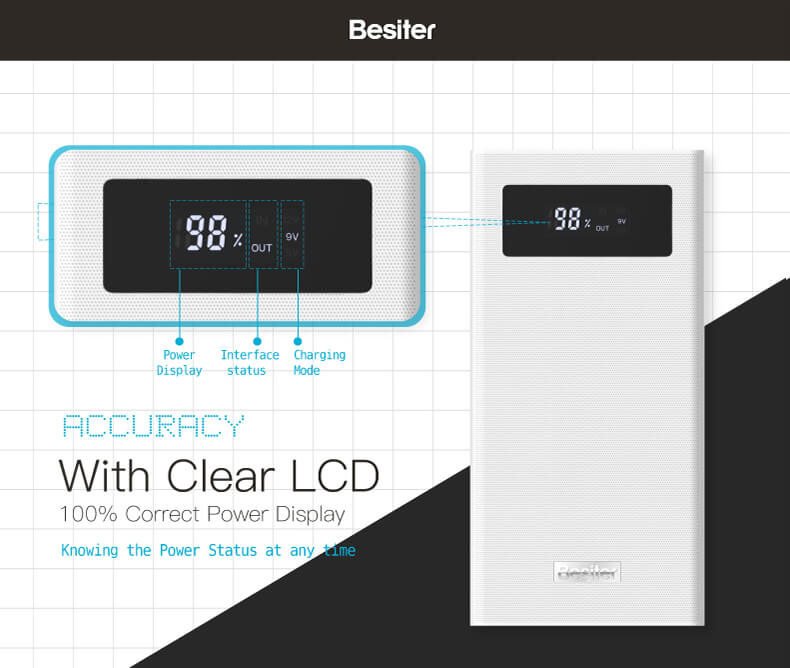 Besiter
98 %
IN
OUT
9V
Power
Display
Interface
status
Charging
Mode
98 %
OUT
9V
ACCURACY
With Clear LCD
100% Correct Power Display
Knowing the Power Status at any time
Besiter